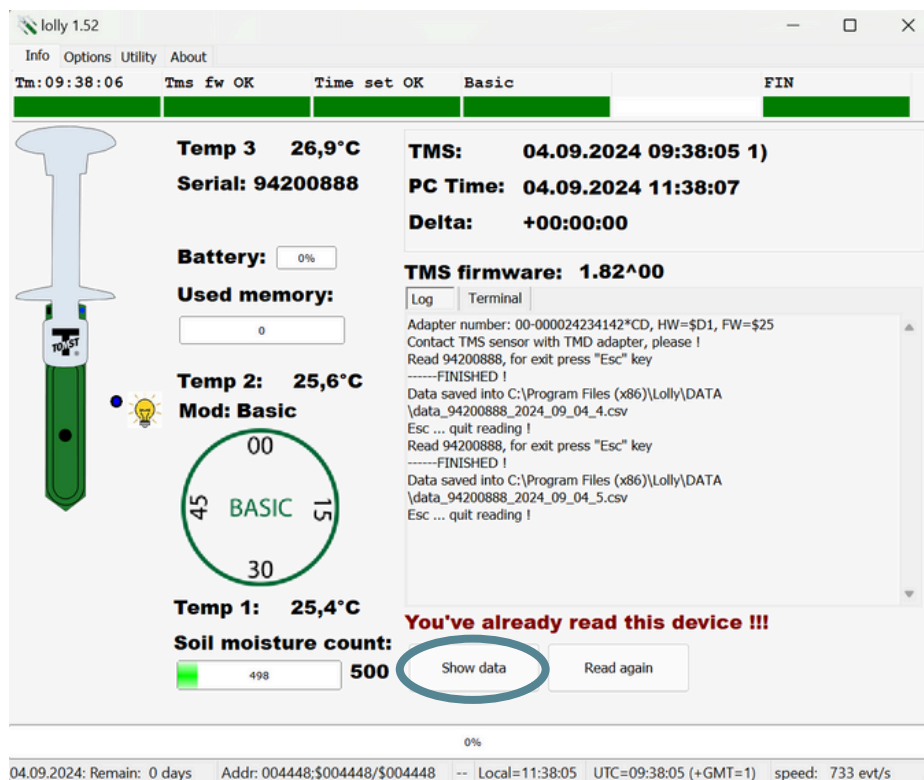 lolly 1.52
Info Options Utility About
Tm:09:38:06 Tms fw OK Time set OK Basic FIN
Temp 3 26,9°C
Serial: 94200888
Battery: 0%
Used memory:
0
TOMST
Temp 2: 25,6°C
Mod: Basic
00
15
30
45
BASIC
Temp 1: 25,4°C
Soil moisture count:
498 500
TMS: 04.09.2024 09:38:05 1)
PC Time: 04.09.2024 11:38:07
Delta: +00:00:00
TMS firmware: 1.82^00
Log Terminal
Adapter number: 00-000024234142*CD, HW=$D1, FW=$25
Contact TMS sensor with TMD adapter, please !
Read 94200888, for exit press "Esc" key
------FINISHED !
Data saved into C:\Program Files (x86)\Lolly\DATA
\data_94200888_2024_09_04_4.csv
Esc ... quit reading !
Read 94200888, for exit press "Esc" key
------FINISHED !
Data saved into C:\Program Files (x86)\Lolly\DATA
\data_94200888_2024_09_04_5.csv
Esc ... quit reading !
You've already read this device !!!
Show data Read again
0%
04.09.2024: Remain: 0 days Addr: 004448;$004448/$004448 -- Local=11:38:05 UTC=09:38:05 (+GMT=1) speed: 733 evt/s